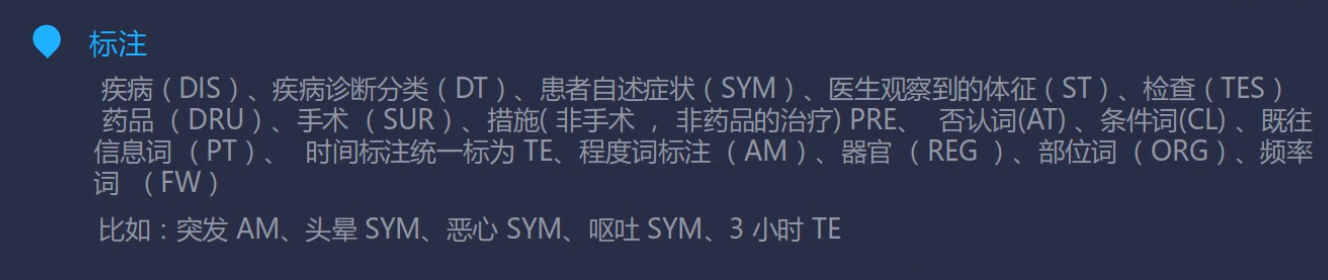 标注
疾病（DIS）、疾病诊断分类（DT）、患者自述症状（SYM）、医生观察到的体征（ST）、检查（TES）
药品 （DRU）、手术 （SUR）、措施( 非手术 ， 非药品的治疗) PRE、 否认词(AT) 、条件词(CL) 、既往
信息词 （PT）、 时间标注统一标为 TE、程度词标注 （AM）、器官 （REG ）、部位词 （ORG）、频率
词 （FW）
比如：突发 AM、头晕 SYM、恶心 SYM、呕吐 SYM、3 小时 TE